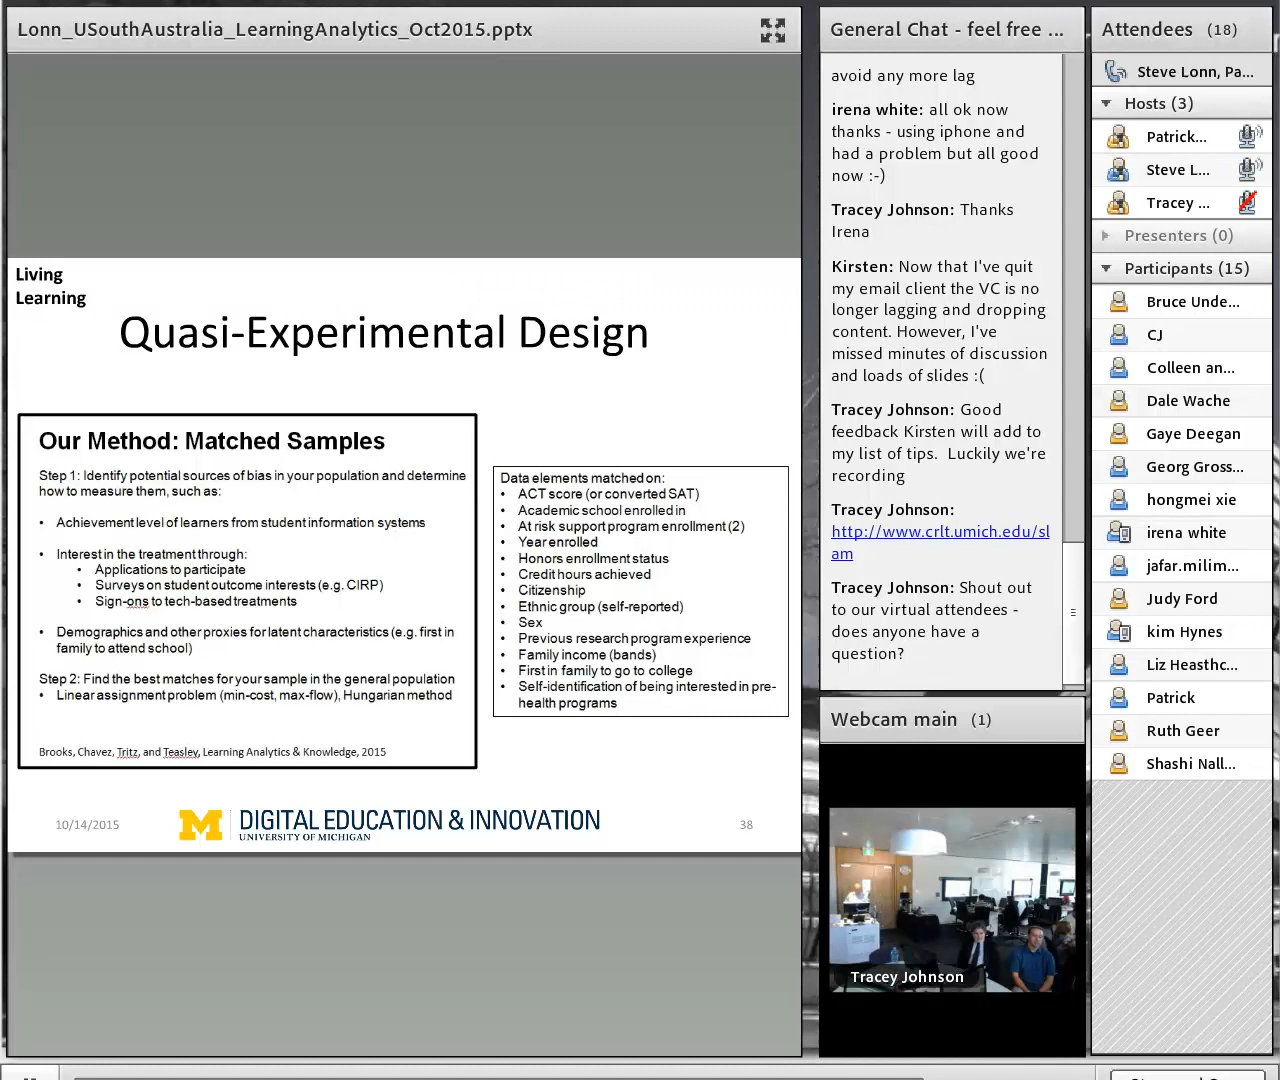 Lonn_USouthAustralia_LearningAnalytics_Oct2015.pptx
Living
Learning
Quasi-Experimental Design
Our Method: Matched Samples
Step 1: Identify potential sources of bias in your population and determine
how to measure them, such as:
• Achievement level of learners from student information systems
• Interest in the treatment through:
• Applications to participate
• Surveys on student outcome interests (e.g. CIRP)
• Sign-ons to tech-based treatments
• Demographics and other proxies for latent characteristics (e.g. first in
family to attend school)
Step 2: Find the best matches for your sample in the general population
• Linear assignment problem (min-cost, max-flow), Hungarian method
Brooks, Chavez, Tritz, and Teasley, Learning Analytics & Knowledge, 2015
Data elements matched on:
• ACT score (or converted SAT)
• Academic school enrolled in
• At risk support program enrollment (2)
• Year enrolled
• Honors enrollment status
• Credit hours achieved
• Citizenship
• Ethnic group (self-reported)
• Sex
• Previous research program experience
• Family income (bands)
• First in family to go to college
• Self-identification of being interested in pre-
health programs
10/14/2015
M DIGITAL EDUCATION & INNOVATION
UNIVERSITY OF MICHIGAN
38
General Chat - feel free ...
avoid any more lag
irena white: all ok now
thanks - using iphone and
had a problem but all good
now :-)
Tracey Johnson: Thanks
Irena
Kirsten: Now that I've quit
my email client the VC is no
longer lagging and dropping
content. However, I've
missed minutes of discussion
and loads of slides :(
Tracey Johnson: Good
feedback Kirsten will add to
my list of tips. Luckily we're
recording
Tracey Johnson:
http://www.crlt.umich.edu/sl
am
Tracey Johnson: Shout out
to our virtual attendees -
does anyone have a
question?
Webcam main (1)
Tracey Johnson
Attendees (18)
Steve Lonn, Pa...
Hosts (3)
Patrick...
Steve L...
Tracey ...
Presenters (0)
Participants (15)
Bruce Unde...
CJ
Colleen an...
Dale Wache
Gaye Deegan
Georg Gross...
hongmei xie
irena white
jafar.milim...
Judy Ford
kim Hynes
Liz Heasthc...
Patrick
Ruth Geer
Shashi Nall...